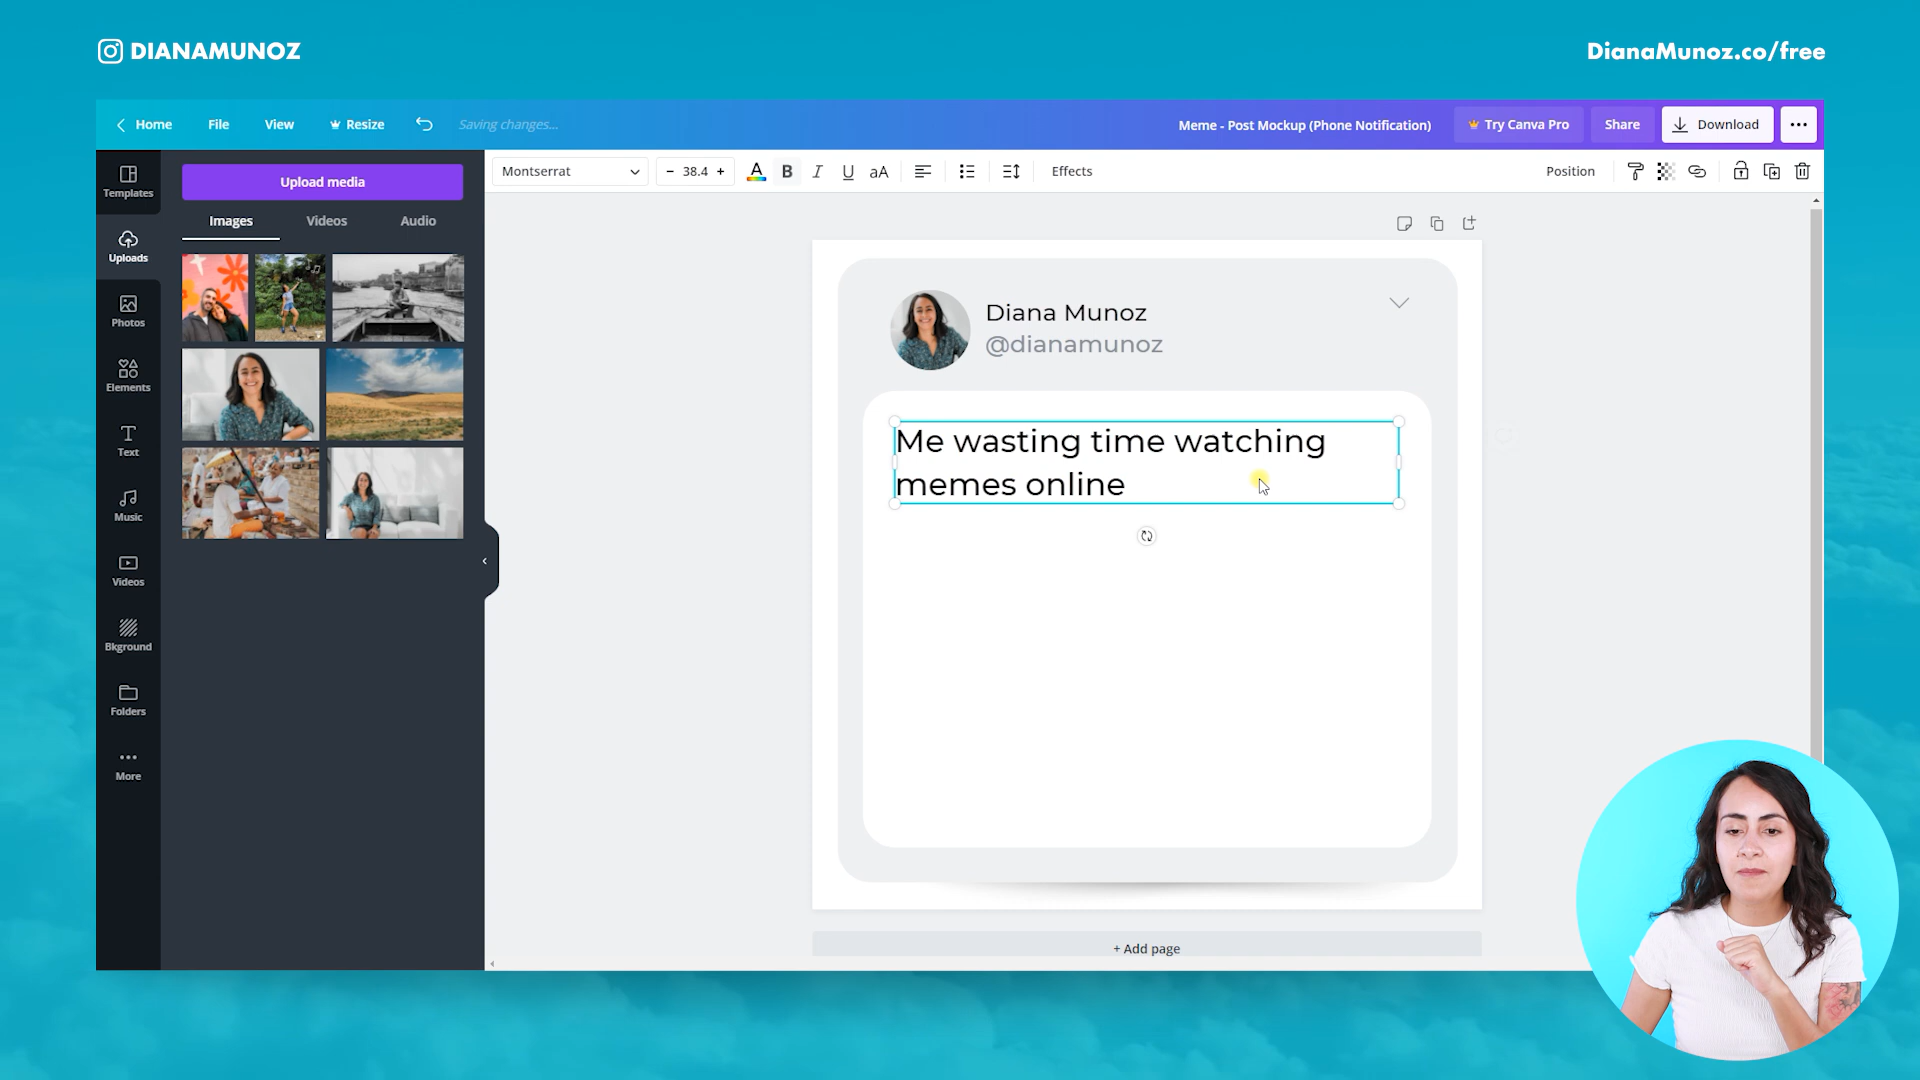 DIANAMUNOZ
DianaMunoz.co/free
Home File View Resize Saving changes... Meme - Post Mockup (Phone Notification) Try Canva Pro Share Download
Templates
Uploads
Photos
Elements
Text
Music
Videos
Bkground
Folders
More
Upload media
Images Videos Audio
Montserrat - 38.4 + A B I U aA Effects Position
Diana Munoz
@dianamunoz
Me wasting time watching
memes online
+ Add page